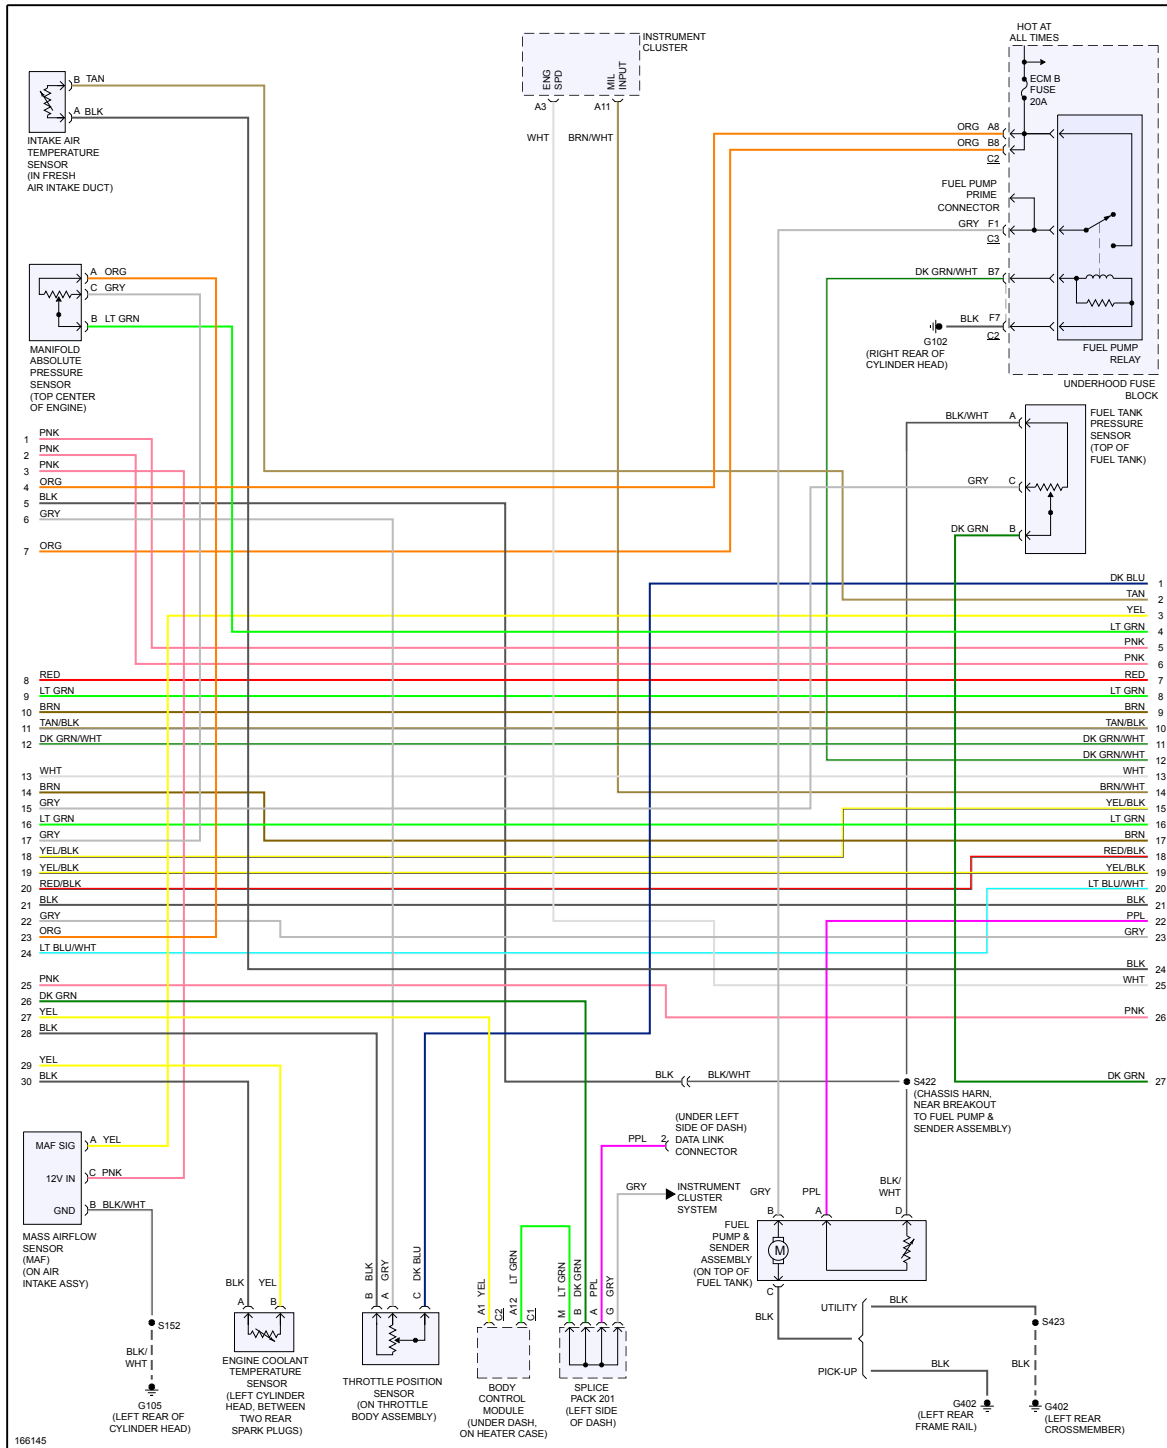 HOT AT
ALL TIMES
INSTRUMENT
CLUSTER
ENG
SPD
MIL
INPUT
A3
A11
WHT
BRN/WHT
ECM B
FUSE
20A
B TAN
A BLK
INTAKE AIR
TEMPERATURE
SENSOR
(IN FRESH
AIR INTAKE DUCT)
ORG A8
ORG B8
C2
FUEL PUMP
PRIME
CONNECTOR
GRY F1
C3
DK GRN/WHT B7
BLK F7
C2
G102
(RIGHT REAR OF
CYLINDER HEAD)
FUEL PUMP
RELAY
UNDERHOOD FUSE
BLOCK
A ORG
C GRY
B LT GRN
MANIFOLD
ABSOLUTE
PRESSURE
SENSOR
(TOP CENTER
OF ENGINE)
BLK/WHT A
GRY C
DK GRN B
FUEL TANK
PRESSURE
SENSOR
(TOP OF
FUEL TANK)
1 PNK
2 PNK
3 PNK
4 ORG
5 BLK
6 GRY
7 ORG
8 RED
9 LT GRN
10 BRN
11 TAN/BLK
12 DK GRN/WHT
13 WHT
14 BRN
15 GRY
16 LT GRN
17 GRY
18 YEL/BLK
19 YEL/BLK
20 RED/BLK
21 BLK
22 GRY
23 ORG
24 LT BLU/WHT
25 PNK
26 DK GRN
27 YEL
28 BLK
29 YEL
30 BLK
DK BLU 1
TAN 2
YEL 3
LT GRN 4
PNK 5
PNK 6
RED 7
LT GRN 8
BRN 9
TAN/BLK 10
DK GRN/WHT 11
DK GRN/WHT 12
WHT 13
BRN/WHT 14
YEL/BLK 15
LT GRN 16
BRN 17
RED/BLK 18
YEL/BLK 19
LT BLU/WHT 20
BLK 21
PPL 22
GRY 23
BLK 24
WHT 25
PNK 26
DK GRN 27
BLK
BLK/WHT
S422
(CHASSIS HARN,
NEAR BREAKOUT
TO FUEL PUMP &
SENDER ASSEMBLY)
MAF SIG A YEL
12V IN C PNK
GND B BLK/WHT
MASS AIRFLOW
SENSOR
(MAF)
(ON AIR
INTAKE ASSY)
S152
BLK/
WHT
G105
(LEFT REAR OF
CYLINDER HEAD)
BLK
YEL
A
B
ENGINE COOLANT
TEMPERATURE
SENSOR
(LEFT CYLINDER
HEAD, BETWEEN
TWO REAR
SPARK PLUGS)
B BLK
A GRY
C DK BLU
THROTTLE POSITION
SENSOR
(ON THROTTLE
BODY ASSEMBLY)
A1 YEL
C2
A12 LT GRN
C1
BODY
CONTROL
MODULE
(UNDER DASH,
ON HEATER CASE)
M LT GRN
B DK GRN
A PPL
G GRY
SPLICE
PACK 201
(LEFT SIDE
OF DASH)
(UNDER LEFT
SIDE OF DASH)
PPL 2 DATA LINK
CONNECTOR
GRY
INSTRUMENT
CLUSTER
SYSTEM
GRY
PPL
BLK/
WHT
B
A
D
M
C
FUEL
PUMP &
SENDER
ASSEMBLY
(ON TOP OF
FUEL TANK)
BLK
UTILITY
BLK
S423
BLK
PICK-UP
BLK
G402
(LEFT REAR
FRAME RAIL)
G402
(LEFT REAR
CROSSMEMBER)
166145